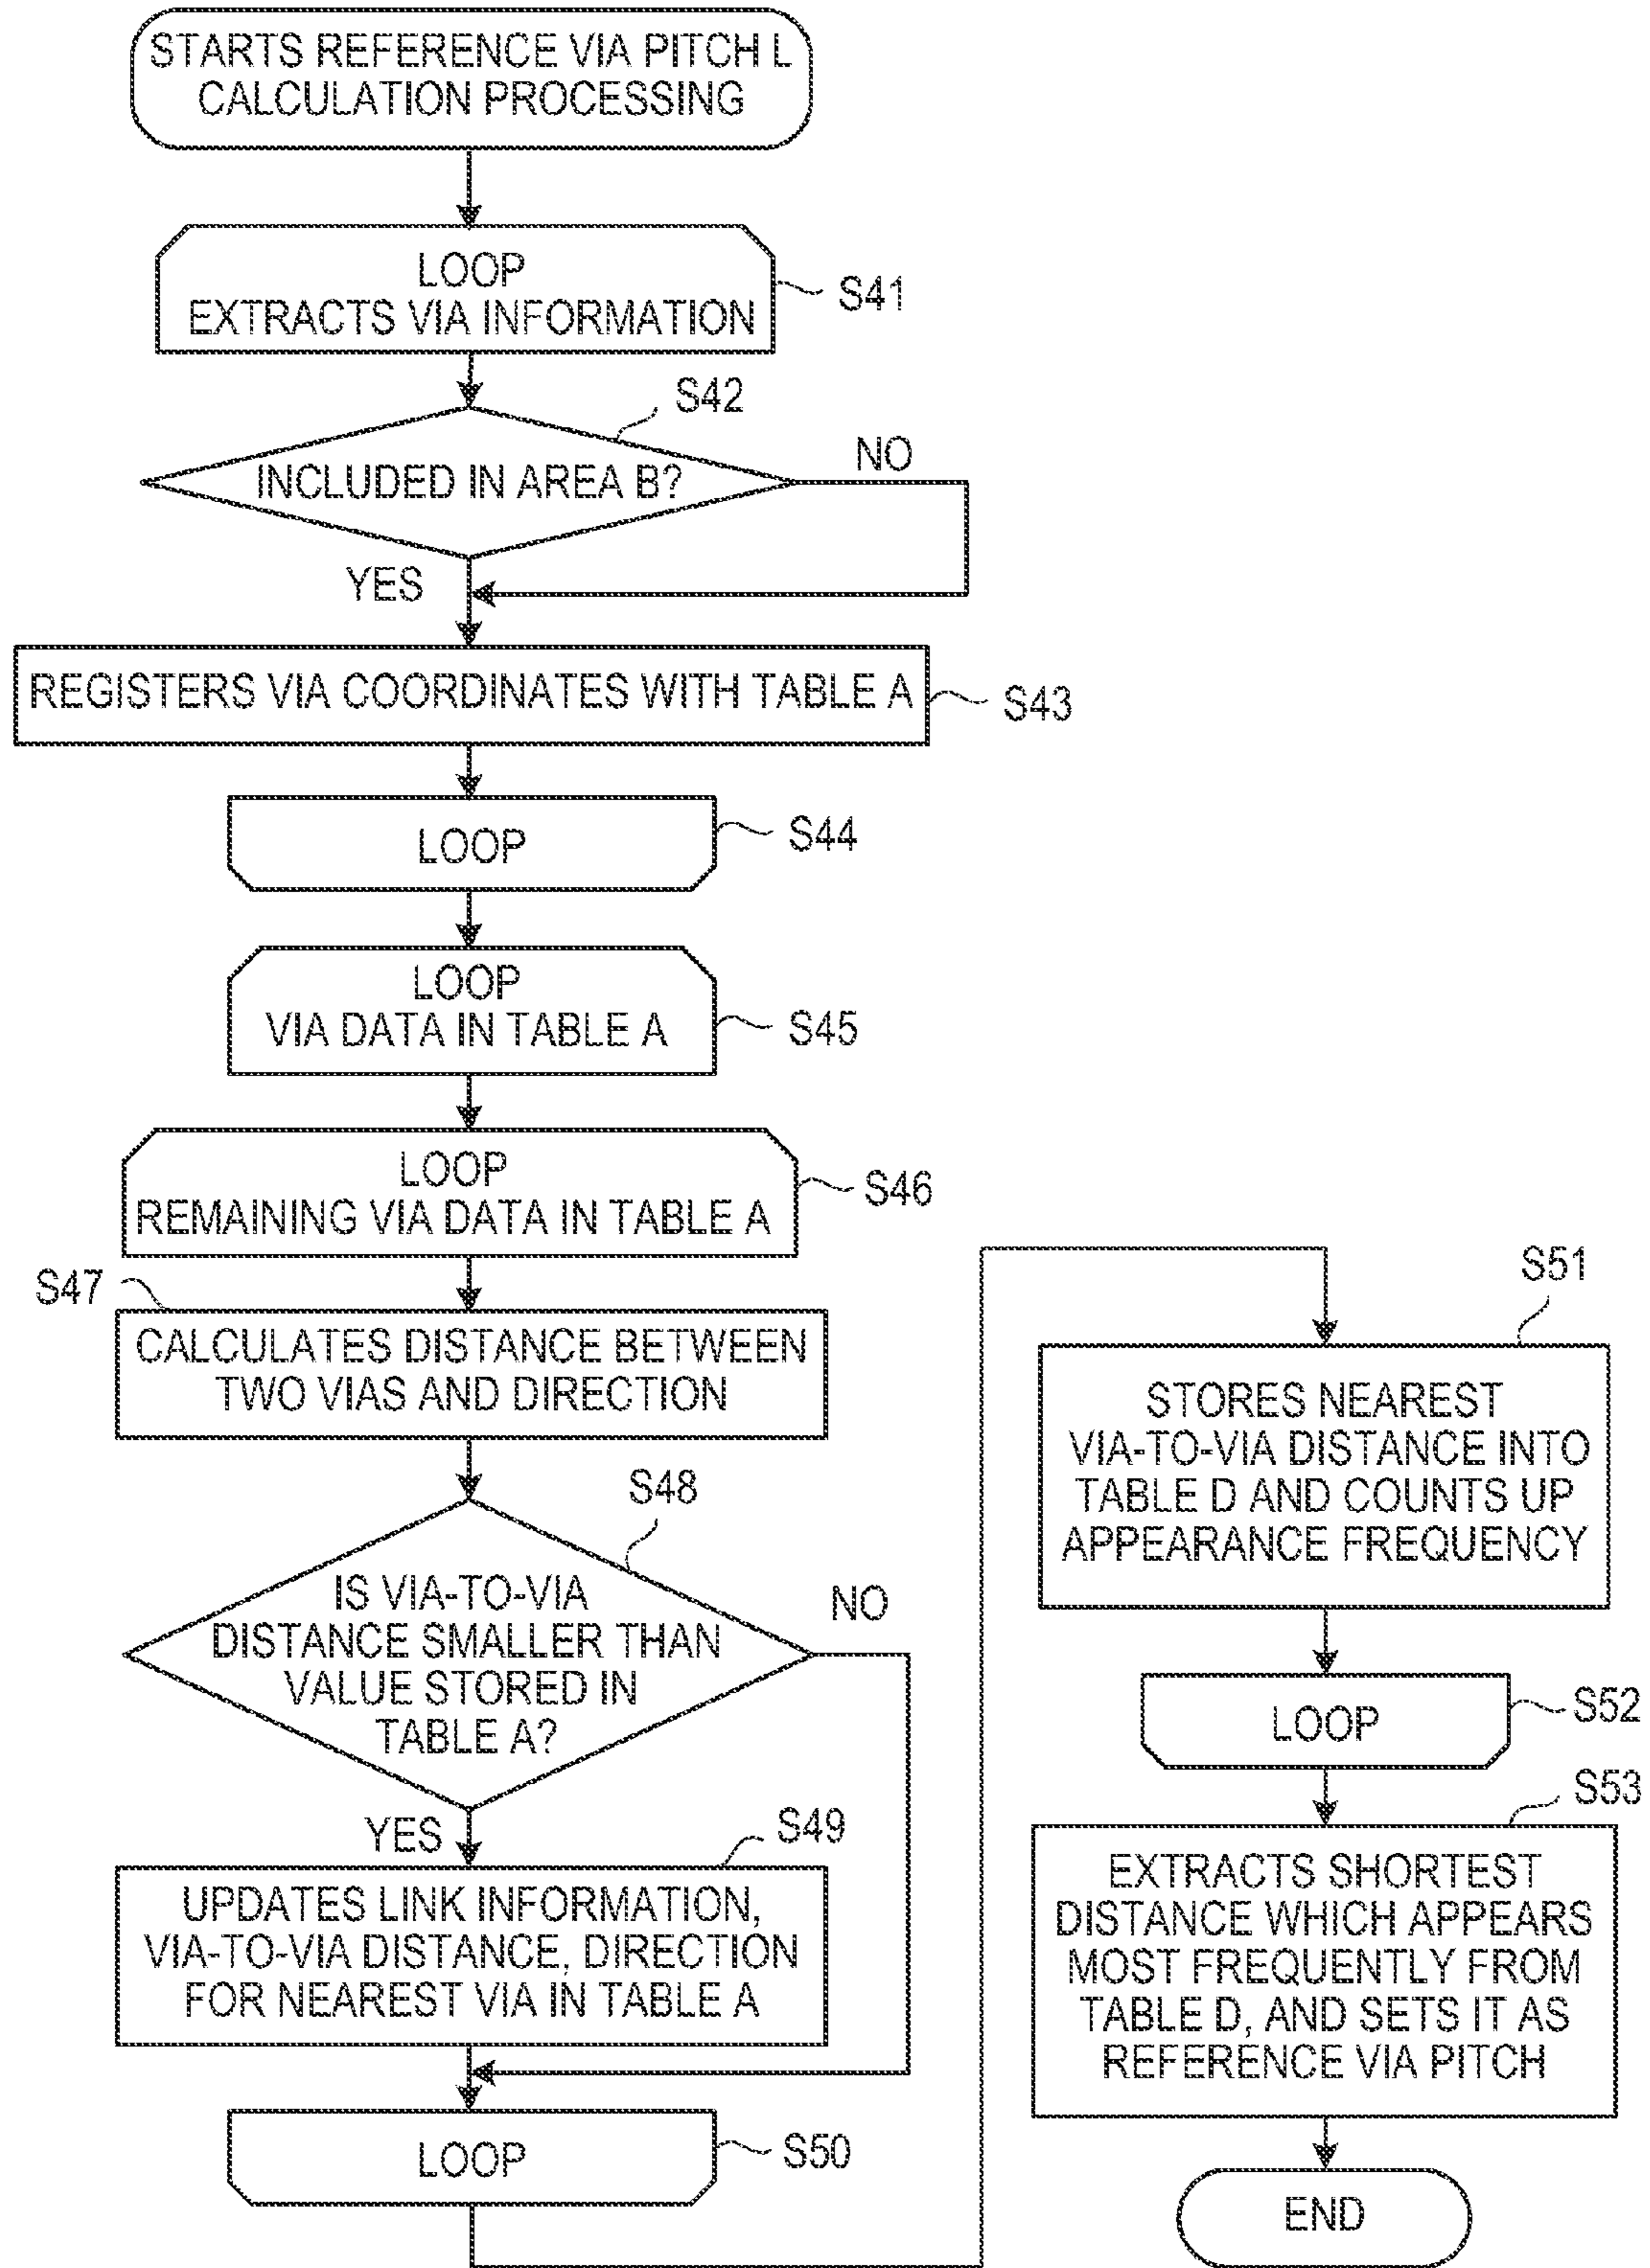 STARTS REFERENCE VIA PITCH L
CALCULATION PROCESSING
LOOP
EXTRACTS VIA INFORMATION
S41
S42
INCLUDED IN AREA B?
NO
YES
REGISTERS VIA COORDINATES WITH TABLE A
S43
LOOP
S44
LOOP
VIA DATA IN TABLE A
S45
LOOP
REMAINING VIA DATA IN TABLE A
S46
S47
CALCULATES DISTANCE BETWEEN
TWO VIAS AND DIRECTION
S48
IS VIA-TO-VIA
DISTANCE SMALLER THAN
VALUE STORED IN
TABLE A?
NO
YES
S49
UPDATES LINK INFORMATION,
VIA-TO-VIA DISTANCE, DIRECTION
FOR NEAREST VIA IN TABLE A
LOOP
S50
S51
STORES NEAREST
VIA-TO-VIA DISTANCE INTO
TABLE D AND COUNTS UP
APPEARANCE FREQUENCY
LOOP
S52
S53
EXTRACTS SHORTEST
DISTANCE WHICH APPEARS
MOST FREQUENTLY FROM
TABLE D, AND SETS IT AS
REFERENCE VIA PITCH
END